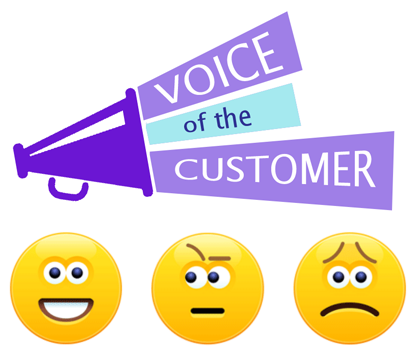 VOICE
of the
CUSTOMER